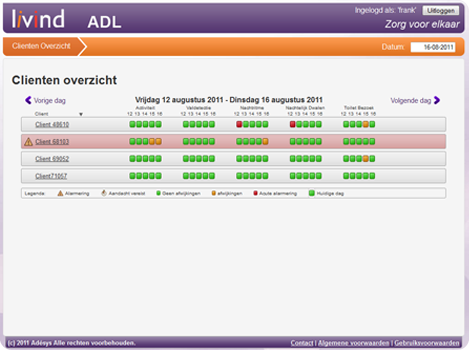 livind ADL
Ingelogd als: 'frank' Uitloggen
Zorg voor elkaar
Clienten Overzicht
Datum: 16-08-2011
Clienten overzicht
Vorige dag Vrijdag 12 augustus 2011 - Dinsdag 16 augustus 2011 Volgende dag
Activiteit Valdetectie Nachttime Nachtelijk Dwalen Toilet Bezoek
Client 12 13 14 15 16 12 13 14 15 16 12 13 14 15 16 12 13 14 15 16 12 13 14 15 16
Client 48610
Client 68103
Client 69052
Client71057
Legenda: Alarmering Aandacht vereist Geen afwijkingen afwijkingen Acute alarmering Huidige dag
(c) 2011 Adésys Alle rechten voorbehouden. Contact | Algemene voorwaarden | Gebruiksvoorwaarden